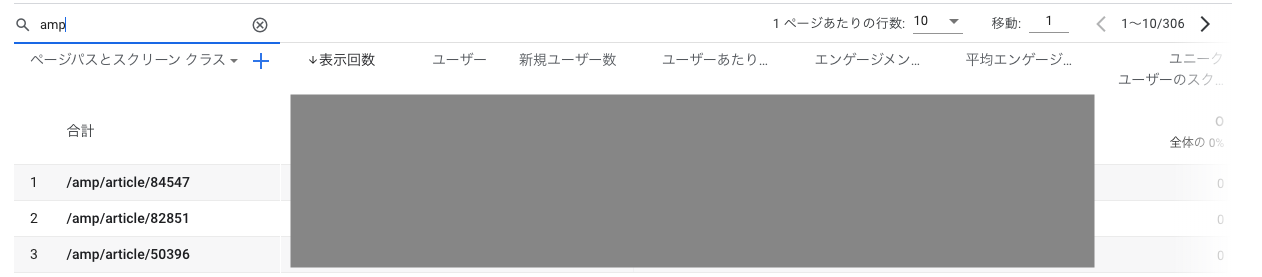 amp 1 ページあたりの行数: 10 移動: 1 1～10/306
ページパスとスクリーン クラス ↓表示回数 ユーザー 新規ユーザー数 ユーザーあたり... エンゲージメン... 平均エンゲージ... ユニーク
ユーザーのスク...
合計 0
全体の 0%
1 /amp/article/84547 0
2 /amp/article/82851 0
3 /amp/article/50396 0